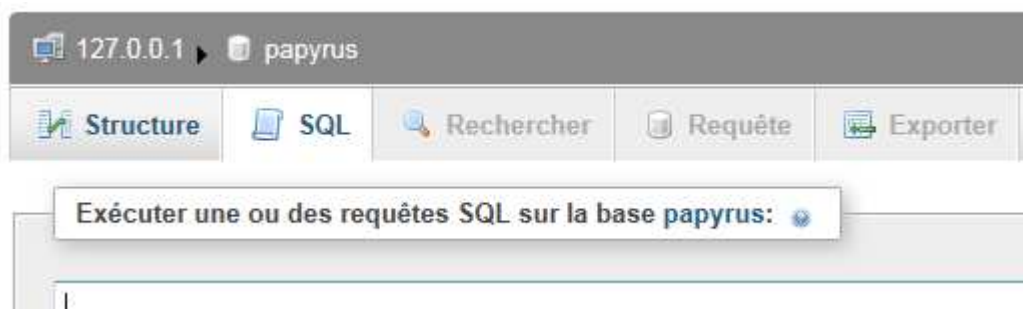 127.0.0.1 papyrus
Structure SQL Rechercher Requête Exporter
Exécuter une ou des requêtes SQL sur la base papyrus: